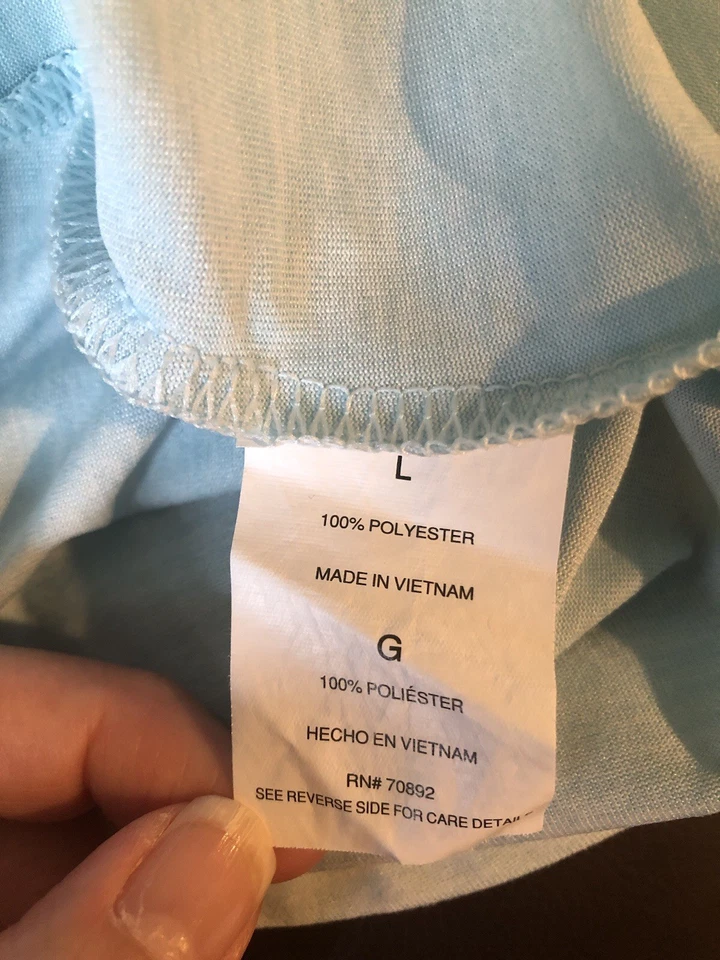 L
100% POLYESTER
MADE IN VIETNAM
G
100% POLIÉSTER
HECHO EN VIETNAM
RN# 70892
SEE REVERSE SIDE FOR CARE